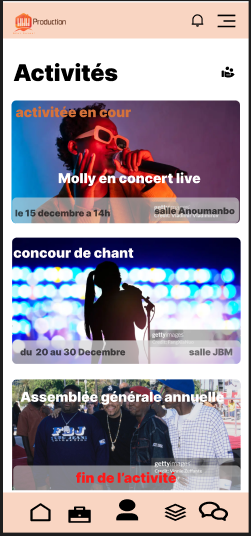 Production
Activités
activitée en cour
Molly en concert live
le 15 decembre a 14h
salle Anoumanbo
concour de chant
gettyimages
du 20 au 30 Decembre
salle JBM
Assemblée générale annuelle
gettyimages
fin de l'activité